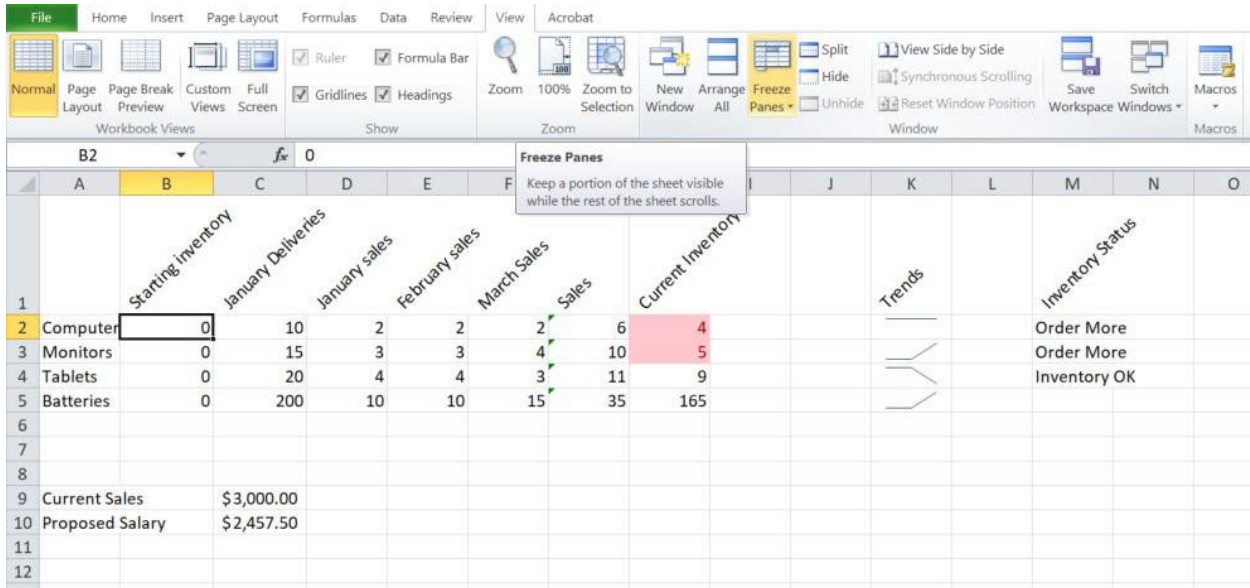 File Home Insert Page Layout Formulas Data Review View Acrobat
Normal Page Layout Page Break Preview Custom Views Full Screen
Workbook Views
Ruler Formula Bar
Gridlines Headings
Show
Zoom 100% Zoom to Selection
Zoom
New Window Arrange All Freeze Panes
Split
Hide
Unhide
View Side by Side
Synchronous Scrolling
Reset Window Position
Save Workspace Switch Windows
Window
Macros
Macros
B2 fx 0
Freeze Panes
Keep a portion of the sheet visible
while the rest of the sheet scrolls.
A B C D E F I J K L M N O
1 Starting inventory January Deliveries January sales February sales March Sales Sales Current Inventory Trends Inventory Status
2 Computer 0 10 2 2 2 6 4 Order More
3 Monitors 0 15 3 3 4 10 5 Order More
4 Tablets 0 20 4 4 3 11 9 Inventory OK
5 Batteries 0 200 10 10 15 35 165
6
7
8
9 Current Sales $3,000.00
10 Proposed Salary $2,457.50
11
12